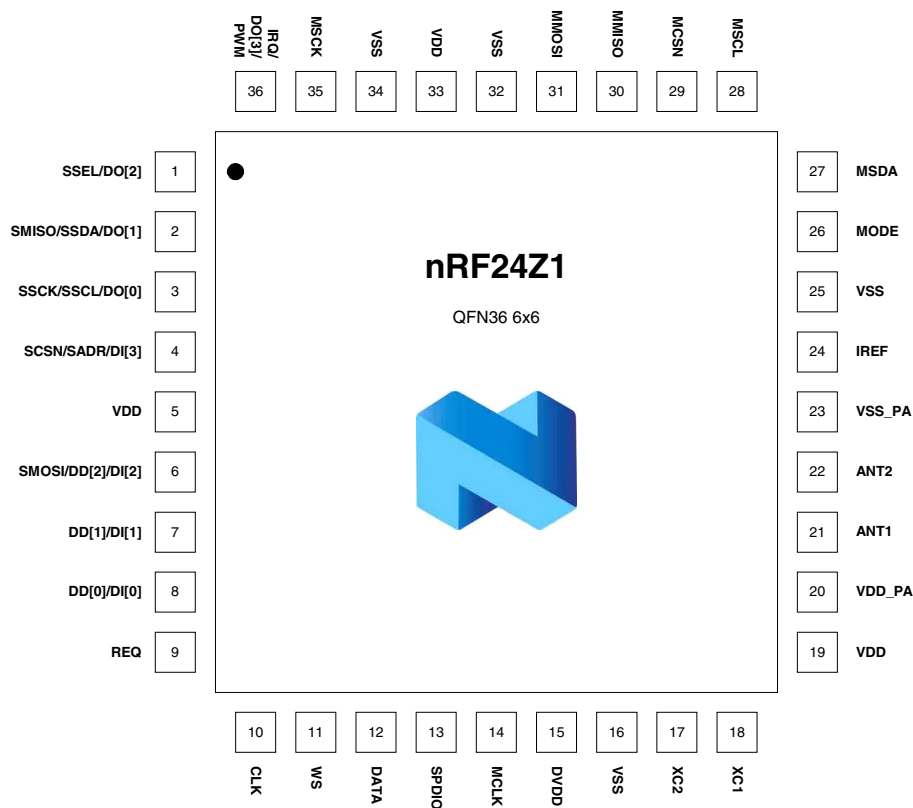 IRQ/
DO[3]/
PWM
MSCK
VSS
VDD
VSS
MMOSI
MMISO
MCSN
MSCL
36
35
34
33
32
31
30
29
28
SSEL/DO[2]
1
27
MSDA
SMISO/SSDA/DO[1]
2
26
MODE
nRF24Z1
SSCK/SSCL/DO[0]
3
25
VSS
QFN36 6x6
SCSN/SADR/DI[3]
4
24
IREF
VDD
5
23
VSS_PA
SMOSI/DD[2]/DI[2]
6
22
ANT2
DD[1]/DI[1]
7
21
ANT1
DD[0]/DI[0]
8
20
VDD_PA
REQ
9
19
VDD
10
11
12
13
14
15
16
17
18
CLK
WS
DATA
SPDIO
MCLK
DVDD
VSS
XC2
XC1